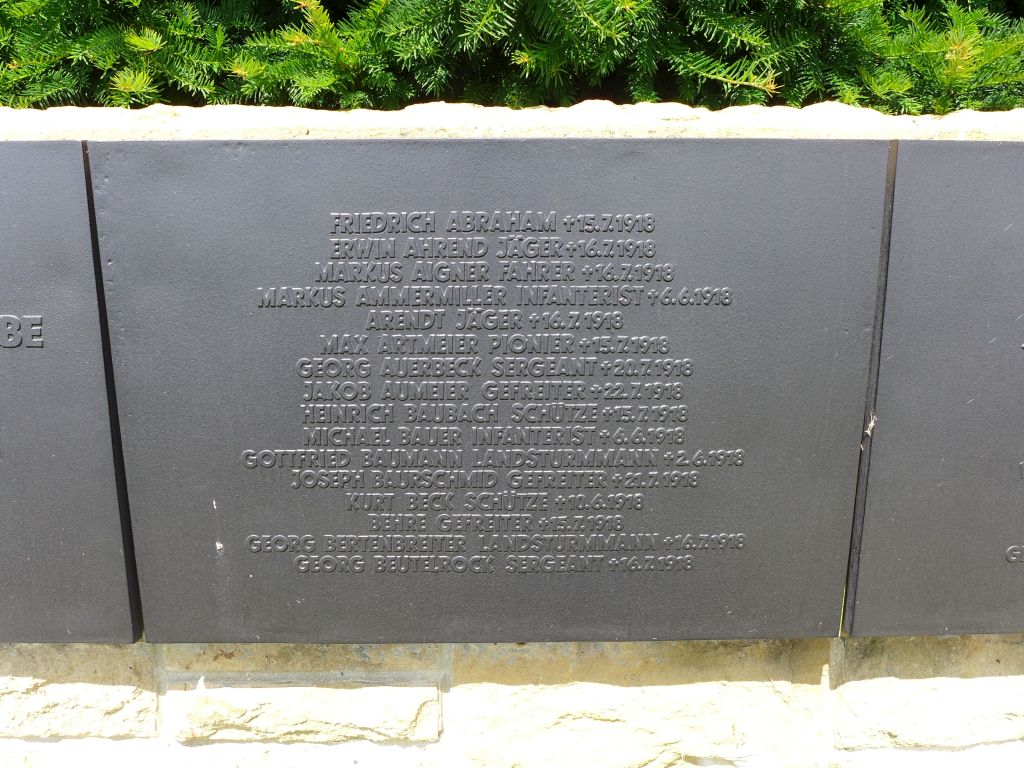 BE
FRIEDRICH ABRAHAM †15.7.1918
ERWIN AHREND JÄGER†16.7.1918
MARKUS AIGNER FAHRER †16.7.1918
MARKUS AMMERMILLER INFANTERIST†6.6.1918
ARENDT JÄGER †16.7.1918
MAX ARTMEIER PIONIER†15.7.1918
GEORG AUERBECK SERGEANT†20.7.1918
JAKOB AUMEIER GEFREITER†22.7.1918
HEINRICH BAUBACH SCHÜTZE†15.7.1918
MICHAEL BAUER INFANTERIST†6.6.1918
GOTTFRIED BAUMANN LANDSTURMMANN†2.6.1918
JOSEPH BAURSCHMID GEFREITER†21.7.1918
KURT BECK SCHÜTZE†10.6.1918
BEHRE GEFREITER†15.7.1918
GEORG BERTENBREITER LANDSTURMMANN†16.7.1918
GEORG BEUTELROCK SERGEANT†16.7.1918